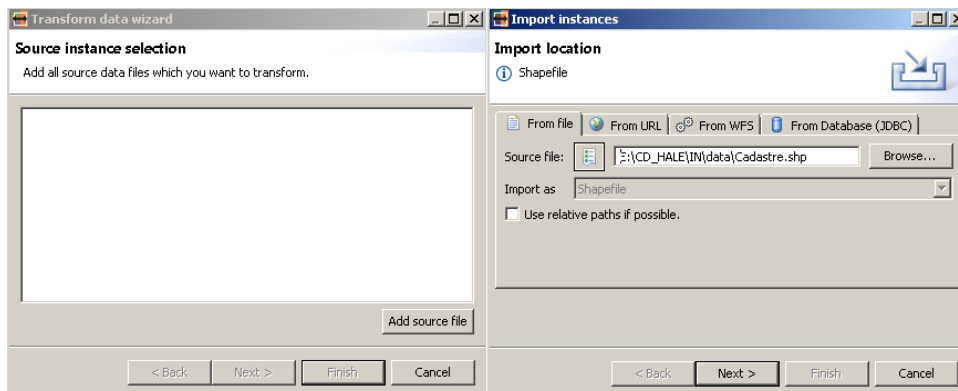 Transform data wizard
Source instance selection
Add all source data files which you want to transform.
Add source file
< Back
Next >
Finish
Cancel
Import instances
Import location
Shapefile
From file
From URL
From WFS
From Database (JDBC)
Source file:
E:\CD_HALE\IN\data\Cadastre.shp
Browse...
Import as
Shapefile
Use relative paths if possible.
< Back
Next >
Finish
Cancel